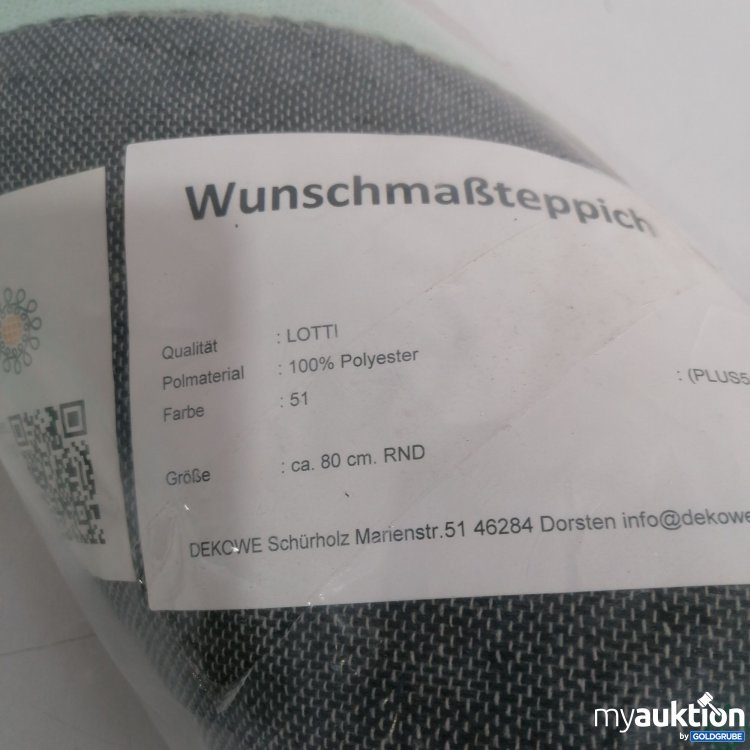 Wunschmaßteppich
Qualität : LOTTI
Polmaterial : 100% Polyester
Farbe : 51 : (PLUS5
Größe : ca. 80 cm. RND
DEKOWE Schürholz Marienstr.51 46284 Dorsten info@dekowe
myauktion
by GOLDGRUBE